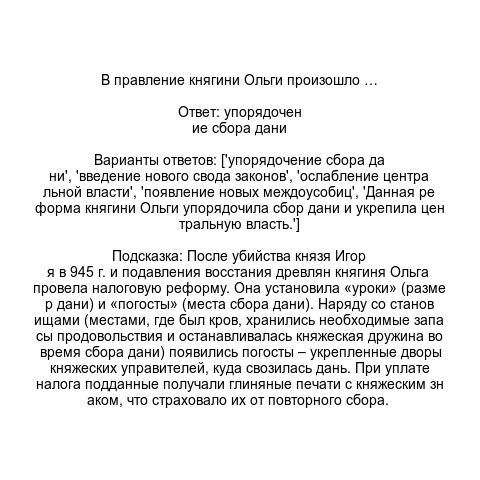 В правление княгини Ольги произошло …
Ответ: упорядочен
ие сбора дани
Варианты ответов: ['упорядочение сбора да
ни', 'введение нового свода законов', 'ослабление центра
льной власти', 'появление новых междоусобиц', 'Данная ре
форма княгини Ольги упорядочила сбор дани и укрепила цен
тральную власть.']
Подсказка: После убийства князя Игор
я в 945 г. и подавления восстания древлян княгиня Ольга
провела налоговую реформу. Она установила «уроки» (разме
р дани) и «погосты» (места сбора дани). Наряду со станов
ищами (местами, где был кров, хранились необходимые запа
сы продовольствия и останавливалась княжеская дружина во
время сбора дани) появились погосты – укрепленные дворы
княжеских управителей, куда свозилась дань. При уплате
налога подданные получали глиняные печати с княжеским зн
аком, что страховало их от повторного сбора.